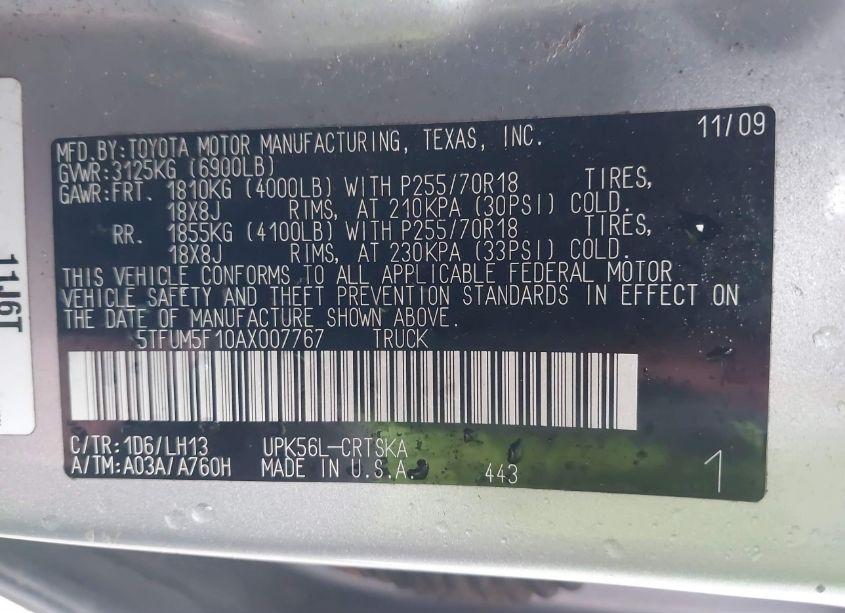 MFD.BY:TOYOTA MOTOR MANUFACTURING, TEXAS, INC. 11/09
GVWR:3125KG (6900LB)
GAWR:FRT. 1810KG (4000LB) WITH P255/70R18 TIRES,
18X8J RIMS, AT 210KPA (30PSI) COLD.
RR. 1855KG (4100LB) WITH P255/70R18 TIRES,
18X8J RIMS, AT 230KPA (33PSI) COLD.
THIS VEHICLE CONFORMS TO ALL APPLICABLE FEDERAL MOTOR
VEHICLE SAFETY AND THEFT PREVENTION STANDARDS IN EFFECT ON
THE DATE OF MANUFACTURE SHOWN ABOVE.
5TFUM5F10AX007767 TRUCK
C/TR:1D6/LH13 UPK56L-CRTSKA
A/TM:A03A/A760H MADE IN U.S.A. 443 1
11J6T